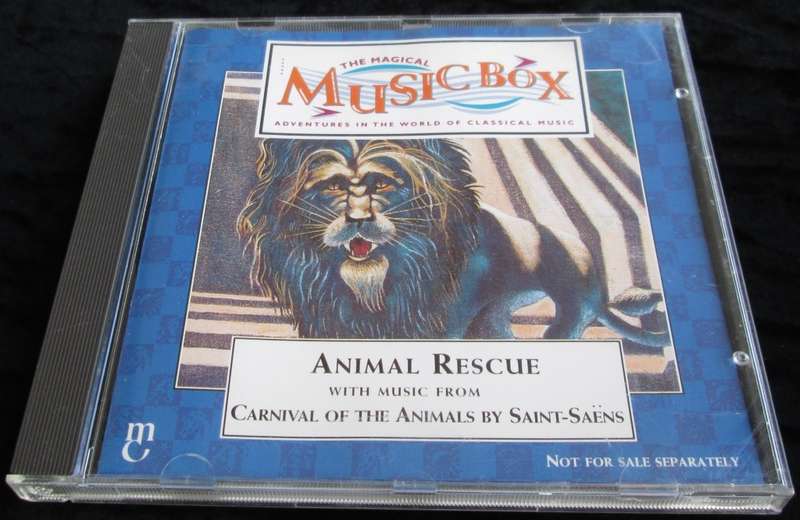 THE MAGICAL
MUSIC BOX
ADVENTURES IN THE WORLD OF CLASSICAL MUSIC
ANIMAL RESCUE
WITH MUSIC FROM
CARNIVAL OF THE ANIMALS BY SAINT-SAËNS
mc
NOT FOR SALE SEPARATELY